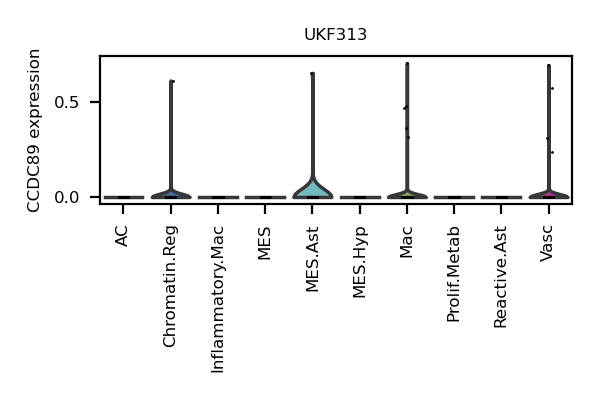 UKF313
CCDC89 expression
0.5
0.0
AC
Chromatin.Reg
Inflammatory.Mac
MES
MES.Ast
MES.Hyp
Mac
Prolif.Metab
Reactive.Ast
Vasc